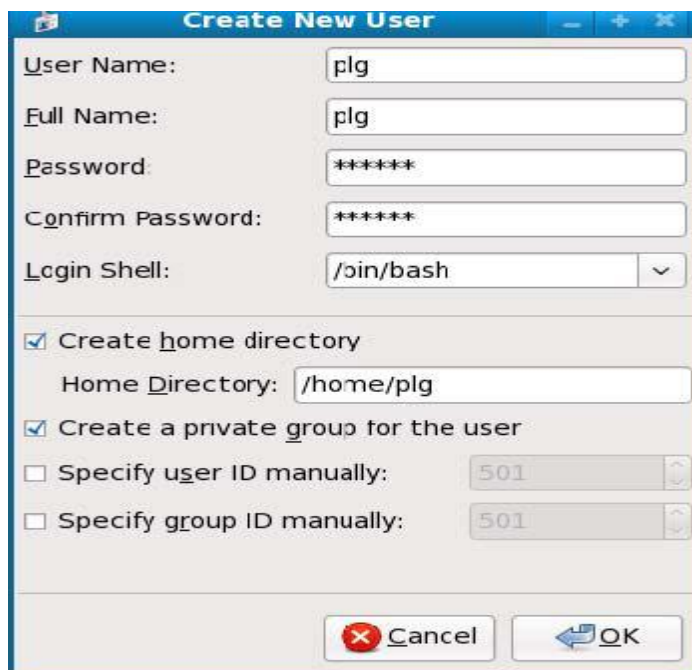 Create New User
User Name: plg
Full Name: plg
Password: ******
Confirm Password: ******
Login Shell: /bin/bash
Create home directory
Home Directory: /home/plg
Create a private group for the user
Specify user ID manually: 501
Specify group ID manually: 501
Cancel OK